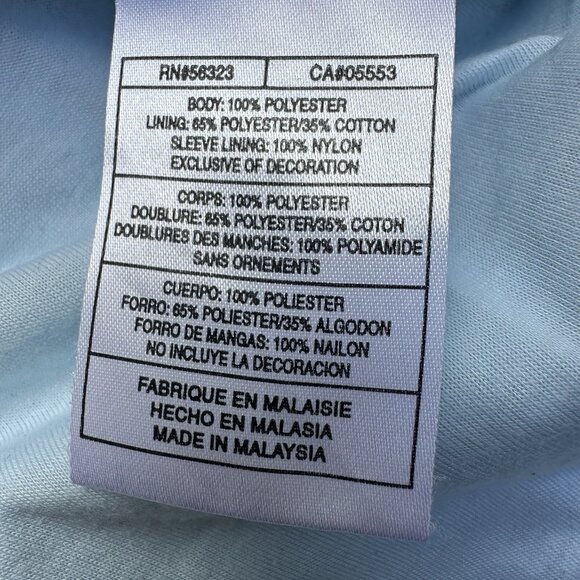 RN#56323 CA#05553
BODY: 100% POLYESTER
LINING: 65% POLYESTER/35% COTTON
SLEEVE LINING: 100% NYLON
EXCLUSIVE OF DECORATION
CORPS: 100% POLYESTER
DOUBLURE: 65% POLYESTER/35% COTON
DOUBLURES DES MANCHES: 100% POLYAMIDE
SANS ORNEMENTS
CUERPO: 100% POLIESTER
FORRO: 65% POLIESTER/35% ALGODON
FORRO DE MANGAS: 100% NAILON
NO INCLUYE LA DECORACION
FABRIQUE EN MALAISIE
HECHO EN MALASIA
MADE IN MALAYSIA